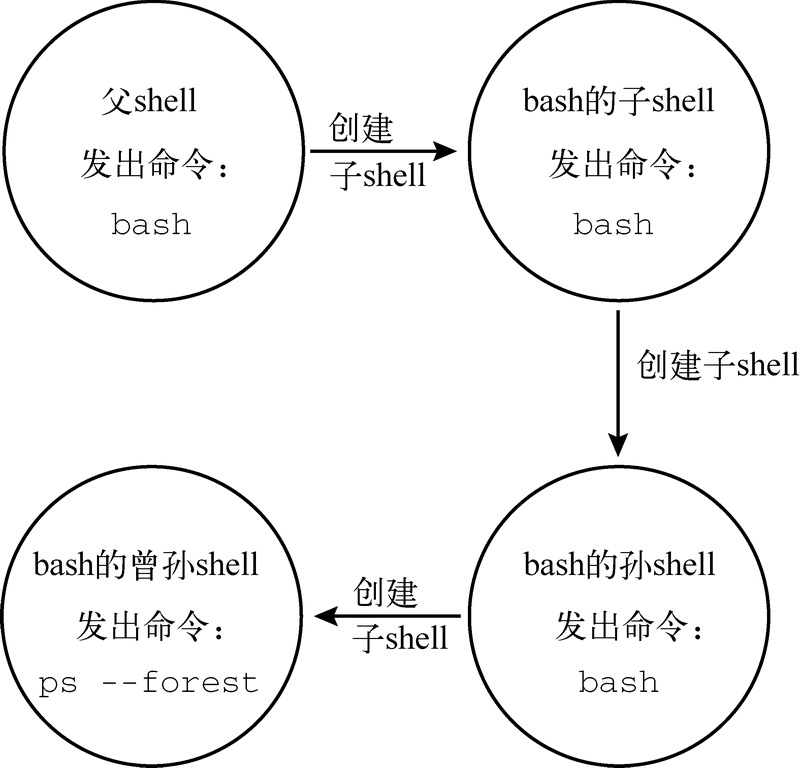 父shell
发出命令：
bash
创建
子shell
bash的子shell
发出命令：
bash
创建子shell
bash的孙shell
发出命令：
bash
创建
子shell
bash的曾孙shell
发出命令：
ps --forest